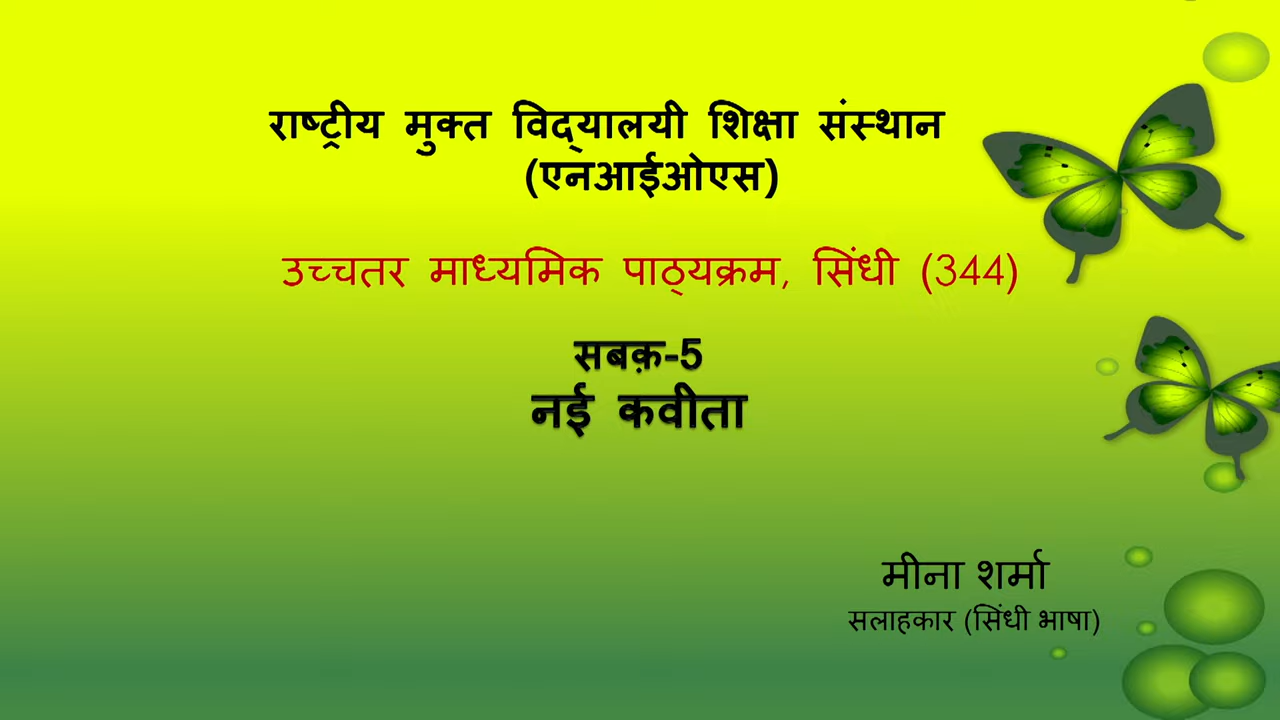 राष्ट्रीय मुक्त विद्यालयी शिक्षा संस्थान
(एनआईओएस)
उच्चतर माध्यमिक पाठ्यक्रम, सिंधी (344)
सबक़-5
नई कवीता
मीना शर्मा
सलाहकार (सिंधी भाषा)